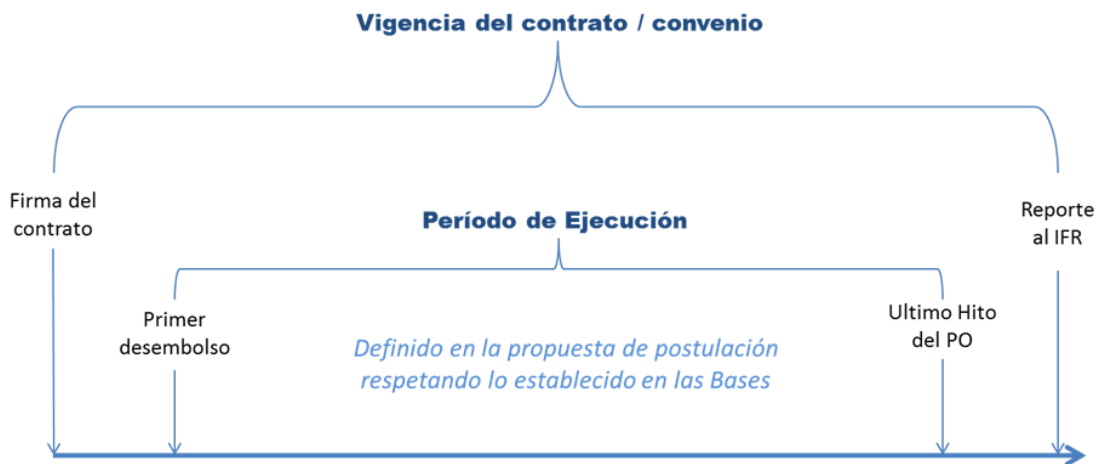 Vigencia del contrato / convenio
Firma del
contrato
Reporte
al IFR
Período de Ejecución
Primer
desembolso
Ultimo Hito
del PO
Definido en la propuesta de postulación
respetando lo establecido en las Bases